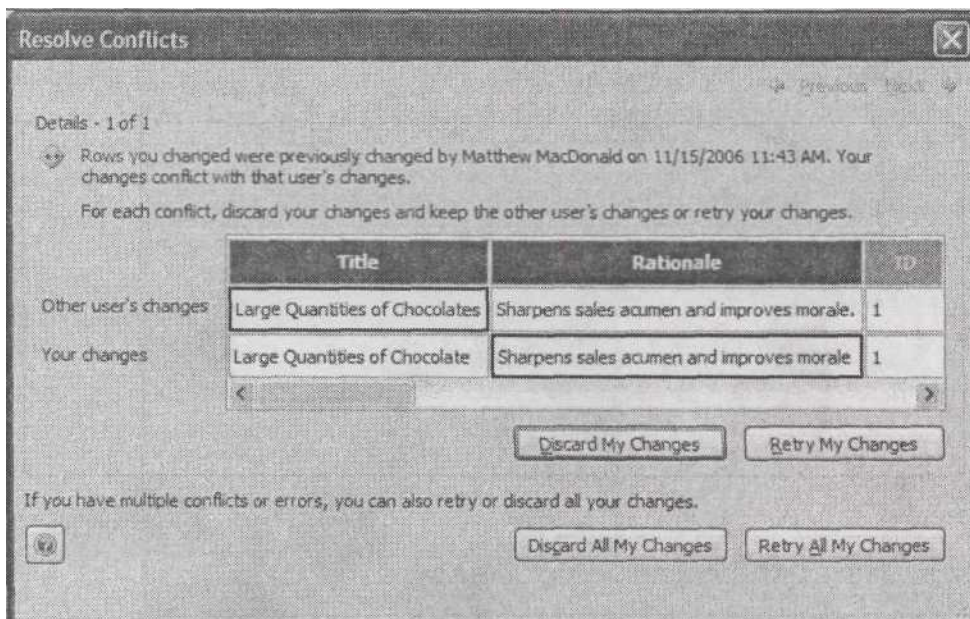 Resolve Conflicts
Previous Next
Details - 1 of 1
Rows you changed were previously changed by Matthew MacDonald on 11/15/2006 11:43 AM. Your
changes conflict with that user's changes.
For each conflict, discard your changes and keep the other user's changes or retry your changes.
Title Rationale ID
Other user's changes Large Quantities of Chocolates Sharpens sales acumen and improves morale. 1
Your changes Large Quantities of Chocolate Sharpens sales acumen and improves morale 1
Discard My Changes Retry My Changes
If you have multiple conflicts or errors, you can also retry or discard all your changes.
Discard All My Changes Retry All My Changes